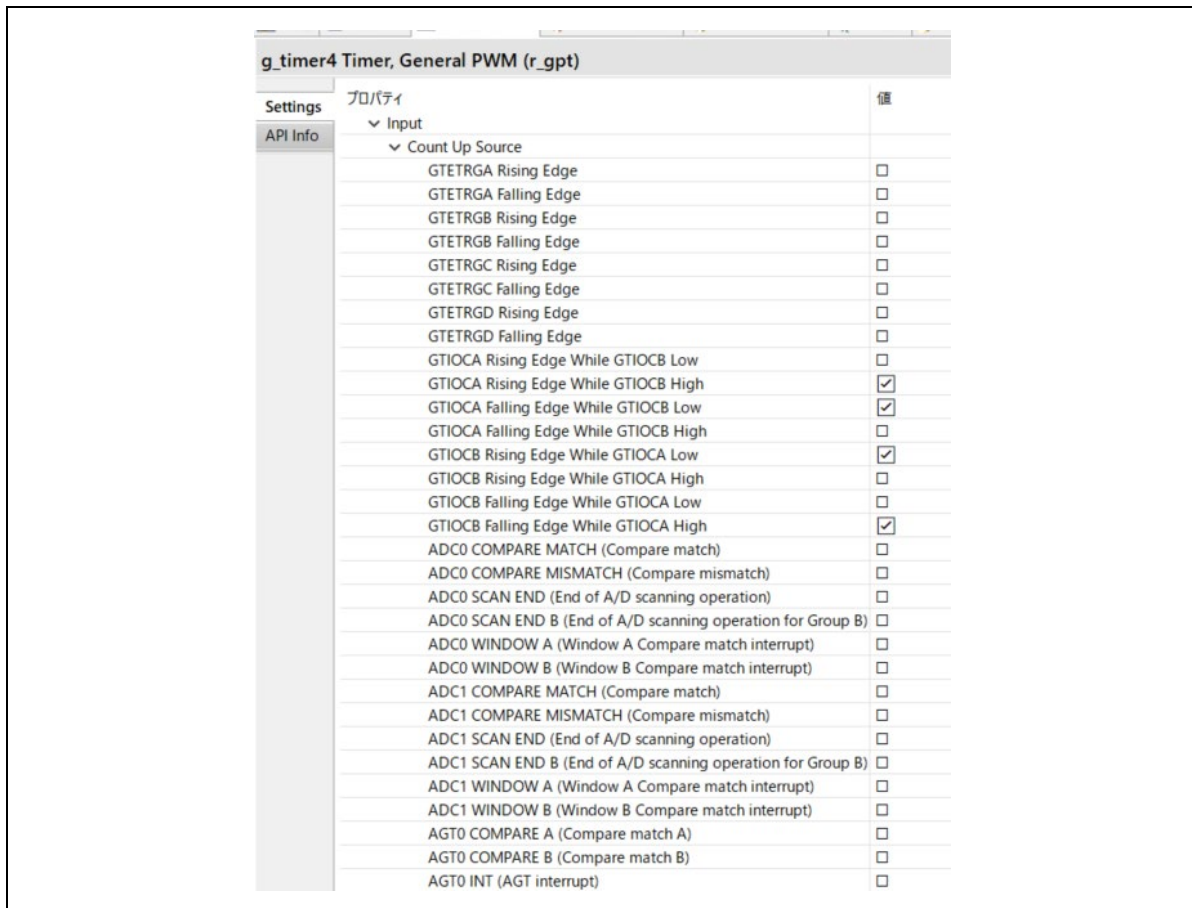 g_timer4 Timer, General PWM (r_gpt)
Settings
API Info
プロパティ 値
Input
Count Up Source
GTETRGA Rising Edge
GTETRGA Falling Edge
GTETRGB Rising Edge
GTETRGB Falling Edge
GTETRGC Rising Edge
GTETRGC Falling Edge
GTETRGD Rising Edge
GTETRGD Falling Edge
GTIOCA Rising Edge While GTIOCB Low
GTIOCA Rising Edge While GTIOCB High
GTIOCA Falling Edge While GTIOCB Low
GTIOCA Falling Edge While GTIOCB High
GTIOCB Rising Edge While GTIOCA Low
GTIOCB Rising Edge While GTIOCA High
GTIOCB Falling Edge While GTIOCA Low
GTIOCB Falling Edge While GTIOCA High
ADC0 COMPARE MATCH (Compare match)
ADC0 COMPARE MISMATCH (Compare mismatch)
ADC0 SCAN END (End of A/D scanning operation)
ADC0 SCAN END B (End of A/D scanning operation for Group B)
ADC0 WINDOW A (Window A Compare match interrupt)
ADC0 WINDOW B (Window B Compare match interrupt)
ADC1 COMPARE MATCH (Compare match)
ADC1 COMPARE MISMATCH (Compare mismatch)
ADC1 SCAN END (End of A/D scanning operation)
ADC1 SCAN END B (End of A/D scanning operation for Group B)
ADC1 WINDOW A (Window A Compare match interrupt)
ADC1 WINDOW B (Window B Compare match interrupt)
AGT0 COMPARE A (Compare match A)
AGT0 COMPARE B (Compare match B)
AGT0 INT (AGT interrupt)